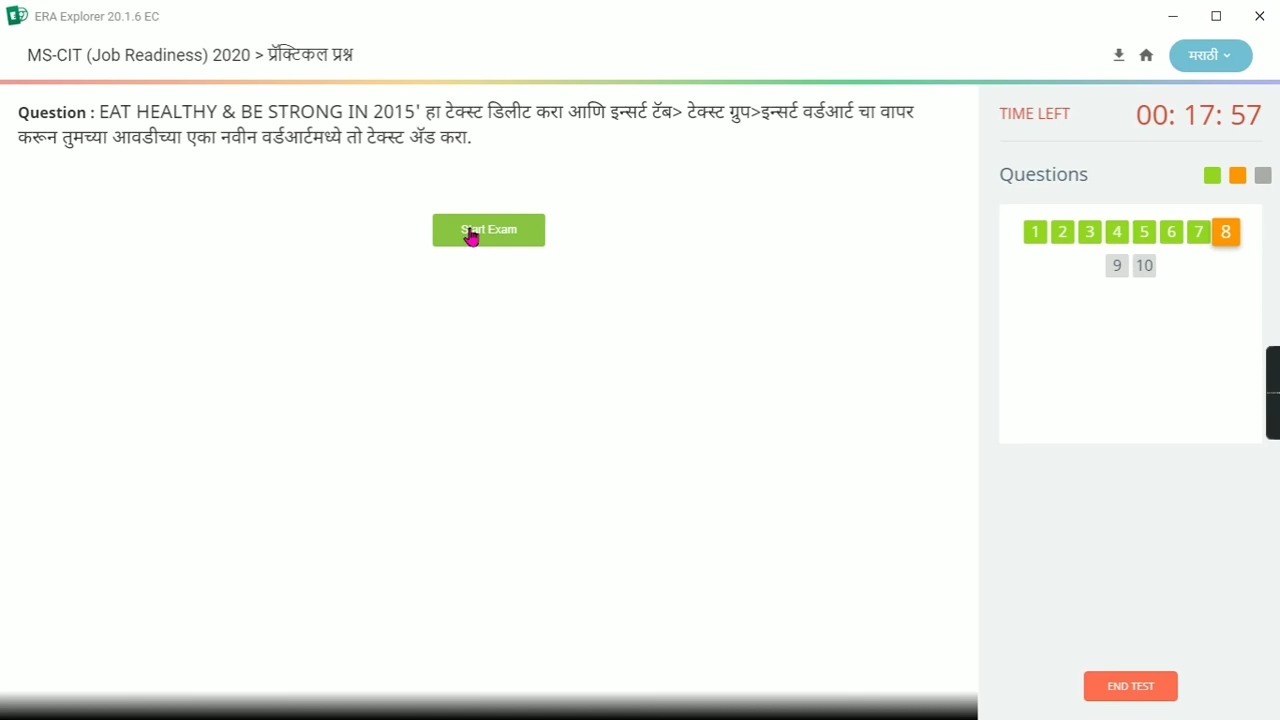 ERA Explorer 20.1.6 EC
MS-CIT (Job Readiness) 2020 > प्रॅक्टिकल प्रश्न
मराठी
Question : EAT HEALTHY & BE STRONG IN 2015' हा टेक्स्ट डिलीट करा आणि इन्सर्ट टॅब> टेक्स्ट ग्रुप>इन्सर्ट वर्डआर्ट चा वापर
करून तुमच्या आवडीच्या एका नवीन वर्डआर्टमध्ये तो टेक्स्ट ॲड करा.
TIME LEFT 00: 17: 57
Questions
Start Exam
1 2 3 4 5 6 7 8
9 10
END TEST